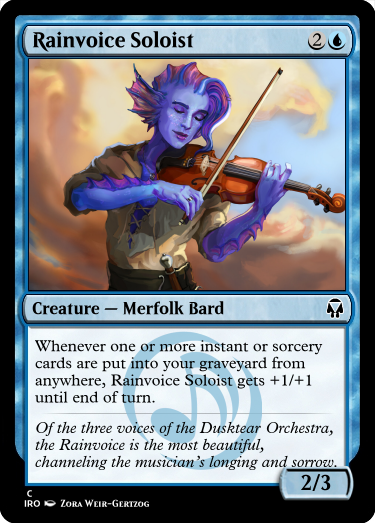 Rainvoice Soloist 2
Creature — Merfolk Bard
Whenever one or more instant or sorcery
cards are put into your graveyard from
anywhere, Rainvoice Soloist gets +1/+1
until end of turn.
Of the three voices of the Dusktear Orchestra,
the Rainvoice is the most beautiful,
channeling the musician's longing and sorrow.
2/3
C
IRO Zora Weir-Gertzog